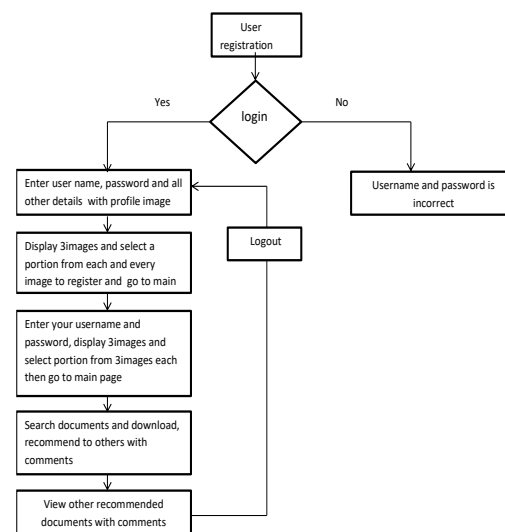 User
registration
Yes
No
login
Enter user name, password and all
other details with profile image
Username and password is
incorrect
Logout
Display 3images and select a
portion from each and every
image to register and go to main
Enter your username and
password, display 3images and
select portion from 3images each
then go to main page
Search documents and download,
recommend to others with
comments
View other recommended
documents with comments